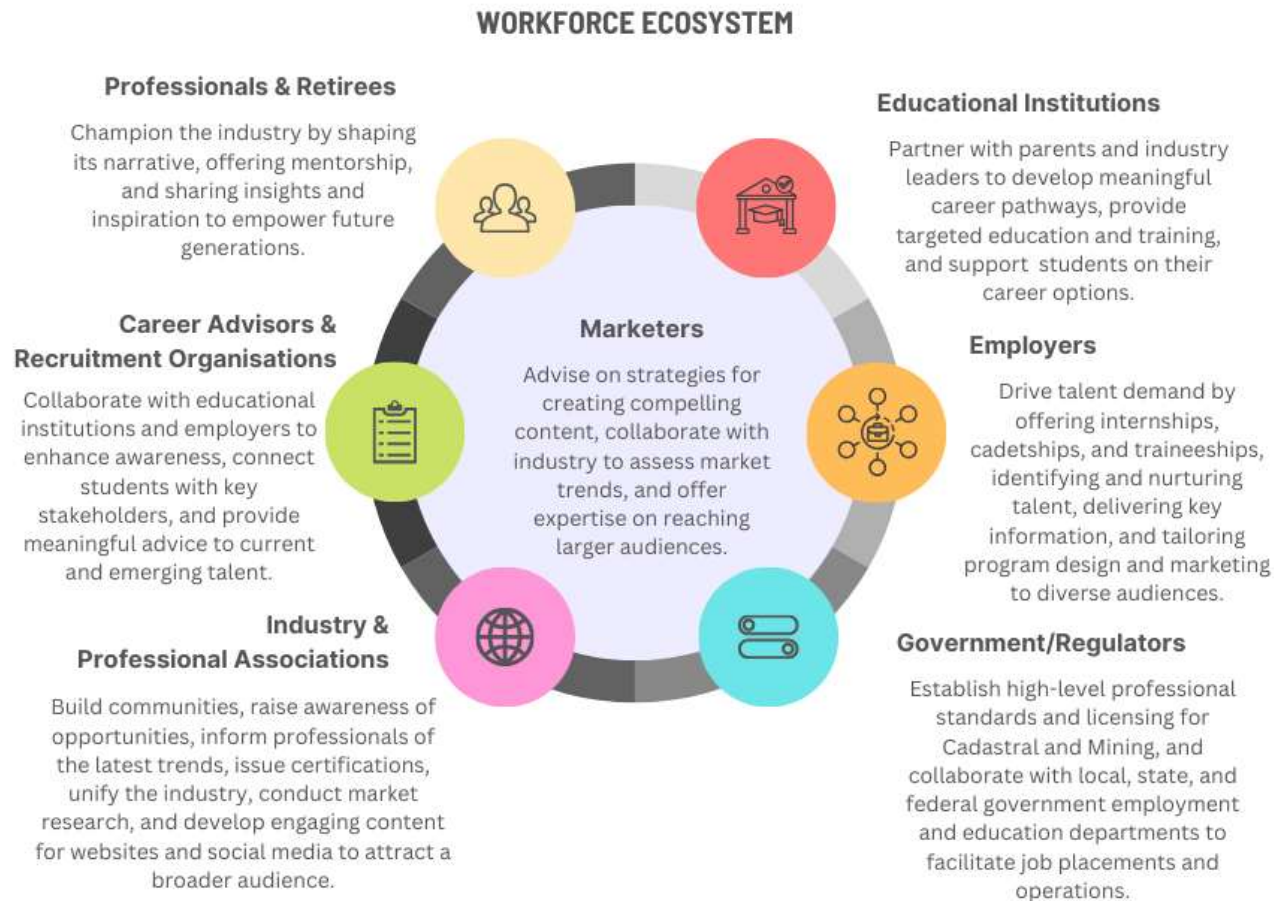 WORKFORCE ECOSYSTEM
Professionals & Retirees
Champion the industry by shaping
its narrative, offering mentorship,
and sharing insights and
inspiration to empower future
generations.
Educational Institutions
Partner with parents and industry
leaders to develop meaningful
career pathways, provide
targeted education and training,
and support students on their
career options.
Career Advisors &
Recruitment Organisations
Collaborate with educational
institutions and employers to
enhance awareness, connect
students with key
stakeholders, and provide
meaningful advice to current
and emerging talent.
Marketers
Advise on strategies for
creating compelling
content, collaborate with
industry to assess market
trends, and offer
expertise on reaching
larger audiences.
Employers
Drive talent demand by
offering internships,
cadetships, and traineeships,
identifying and nurturing
talent, delivering key
information, and tailoring
program design and marketing
to diverse audiences.
Industry &
Professional Associations
Build communities, raise awareness of
opportunities, inform professionals of
the latest trends, issue certifications,
unify the industry, conduct market
research, and develop engaging content
for websites and social media to attract a
broader audience.
Government/Regulators
Establish high-level professional
standards and licensing for
Cadastral and Mining, and
collaborate with local, state, and
federal government employment
and education departments to
facilitate job placements and
operations.